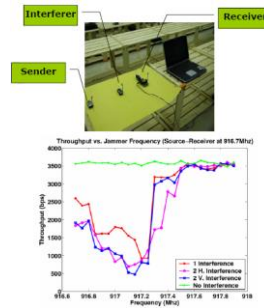 Interferer
Receiver
Sender
Throughput vs. Jammer Frequency (Source-Receiver at 916.7Mhz)
4000
3500
3000
2500
2000
1500
1000
500
0
Throughput (bps)
1 Interference
2 H. Interference
2 V. Interference
No Interference
916.6 916.8 917 917.2 917.4 917.6 917.8 918
Frequency (Mhz)